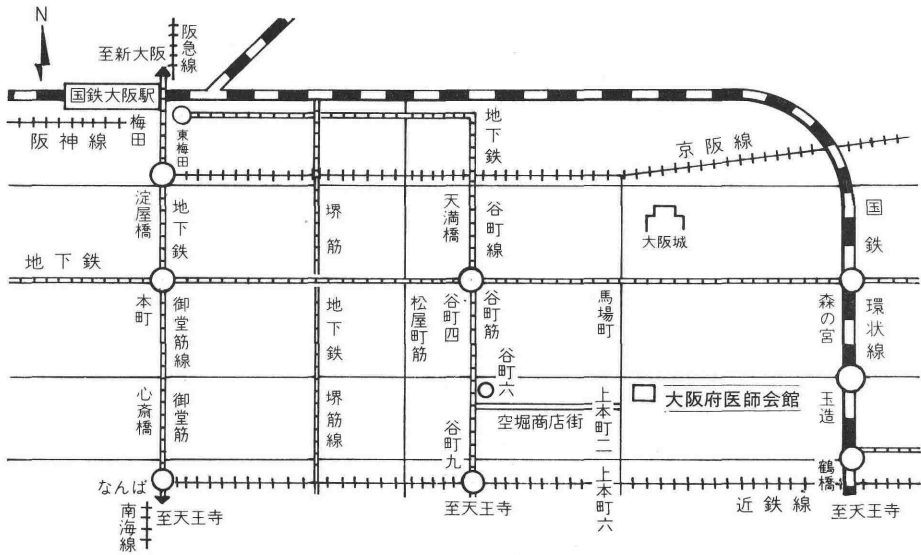 N
至新大阪
阪急線
国鉄大阪駅
阪神線
梅田
東梅田
地下鉄
谷町線
京阪線
淀屋橋
地下鉄
御堂筋線
御堂筋
堺筋
地下鉄
堺筋線
天満橋
大阪城
国鉄
環状線
地下鉄
本町
松屋町筋
谷町四
谷町筋
馬場町
森の宮
谷町六
心斎橋
空堀商店街
上本町二
大阪府医師会館
玉造
谷町九
鶴橋
なんば
南海線
至天王寺
至天王寺
上本町六
近鉄線
至天王寺